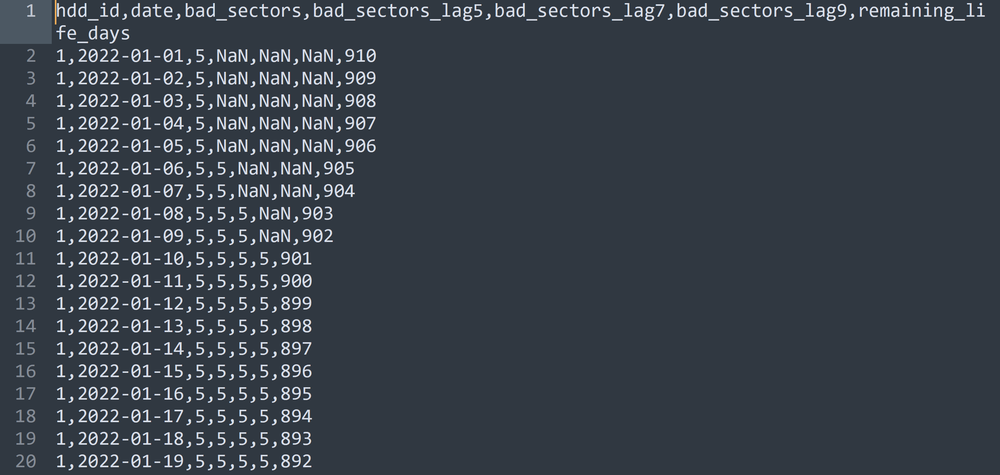 1 hdd_id,date,bad_sectors,bad_sectors_lag5,bad_sectors_lag7,bad_sectors_lag9,remaining_li
fe_days
2 1,2022-01-01,5,NaN,NaN,NaN,910
3 1,2022-01-02,5,NaN,NaN,NaN,909
4 1,2022-01-03,5,NaN,NaN,NaN,908
5 1,2022-01-04,5,NaN,NaN,NaN,907
6 1,2022-01-05,5,NaN,NaN,NaN,906
7 1,2022-01-06,5,5,NaN,NaN,905
8 1,2022-01-07,5,5,NaN,NaN,904
9 1,2022-01-08,5,5,5,NaN,903
10 1,2022-01-09,5,5,5,NaN,902
11 1,2022-01-10,5,5,5,5,901
12 1,2022-01-11,5,5,5,5,900
13 1,2022-01-12,5,5,5,5,899
14 1,2022-01-13,5,5,5,5,898
15 1,2022-01-14,5,5,5,5,897
16 1,2022-01-15,5,5,5,5,896
17 1,2022-01-16,5,5,5,5,895
18 1,2022-01-17,5,5,5,5,894
19 1,2022-01-18,5,5,5,5,893
20 1,2022-01-19,5,5,5,5,892